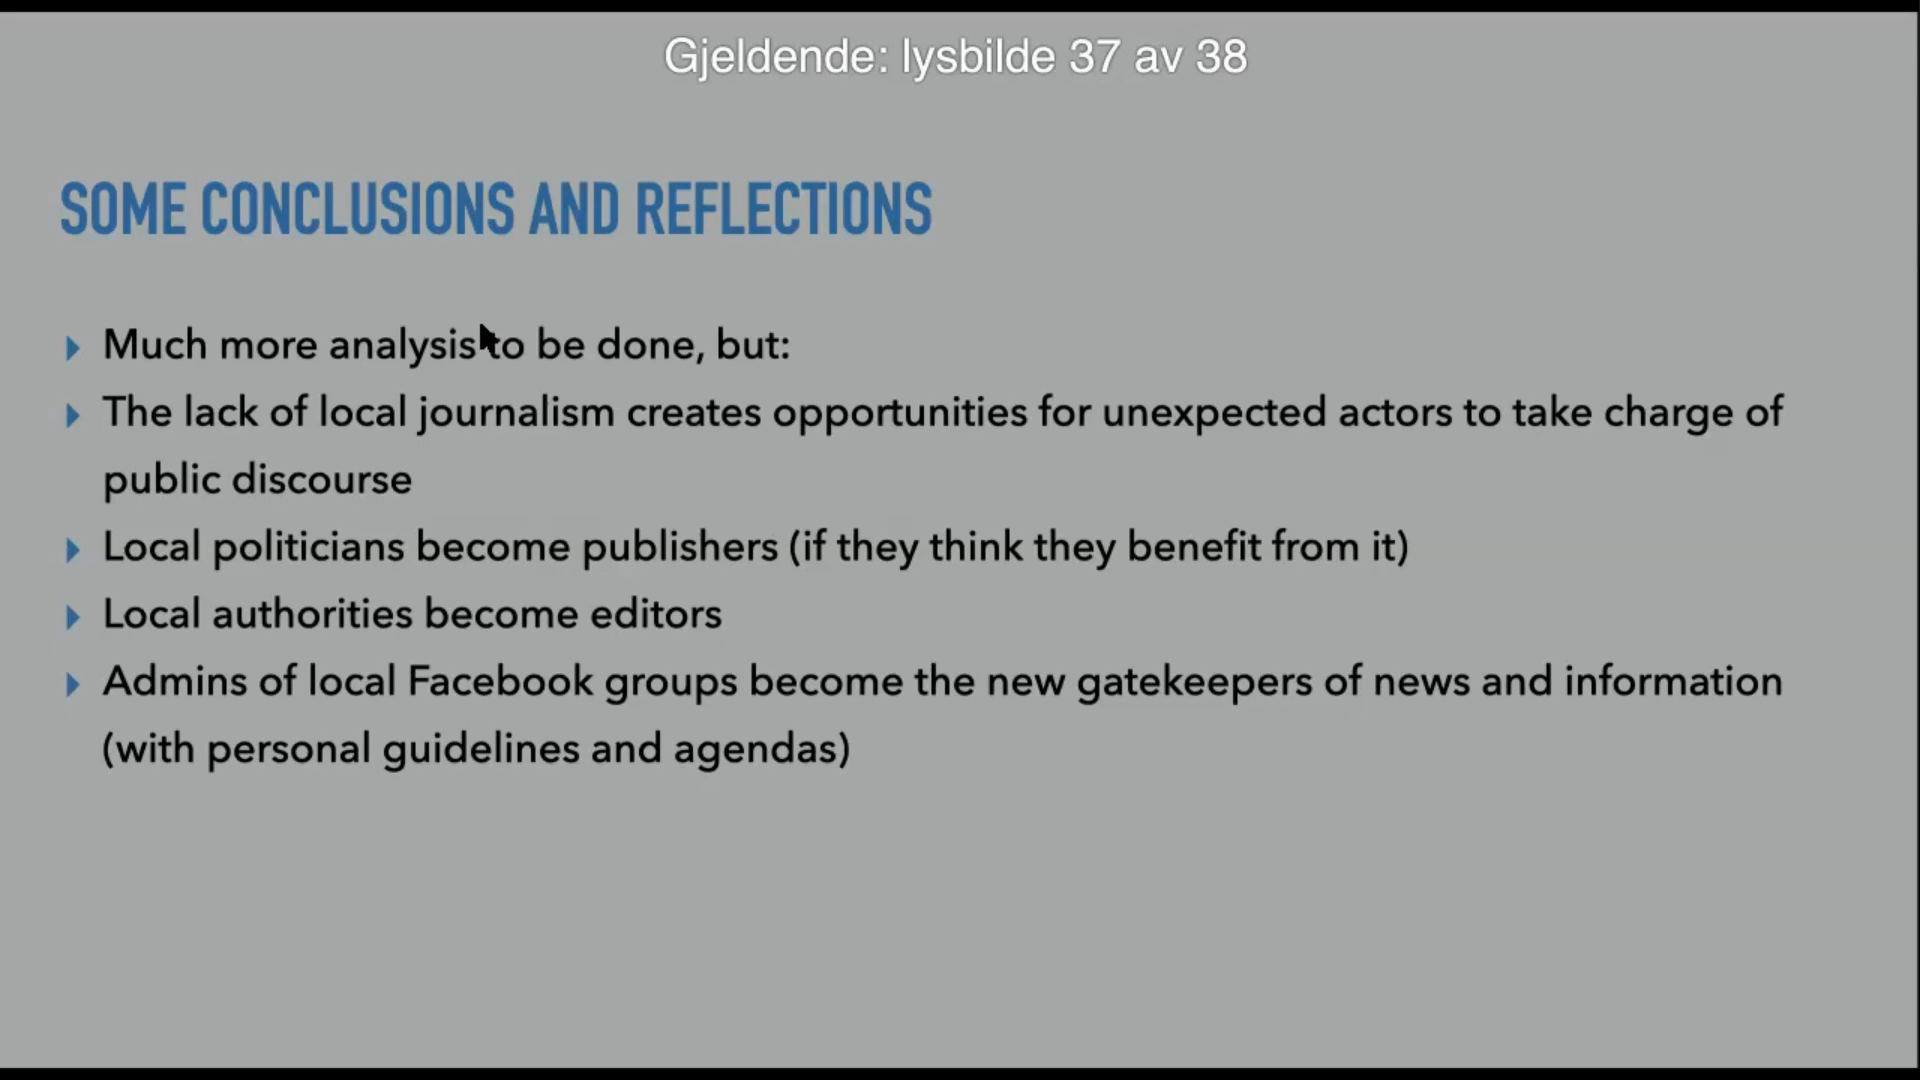 Gjeldende: lysbilde 37 av 38
SOME CONCLUSIONS AND REFLECTIONS
Much more analysis to be done, but:
The lack of local journalism creates opportunities for unexpected actors to take charge of
public discourse
Local politicians become publishers (if they think they benefit from it)
Local authorities become editors
Admins of local Facebook groups become the new gatekeepers of news and information
(with personal guidelines and agendas)